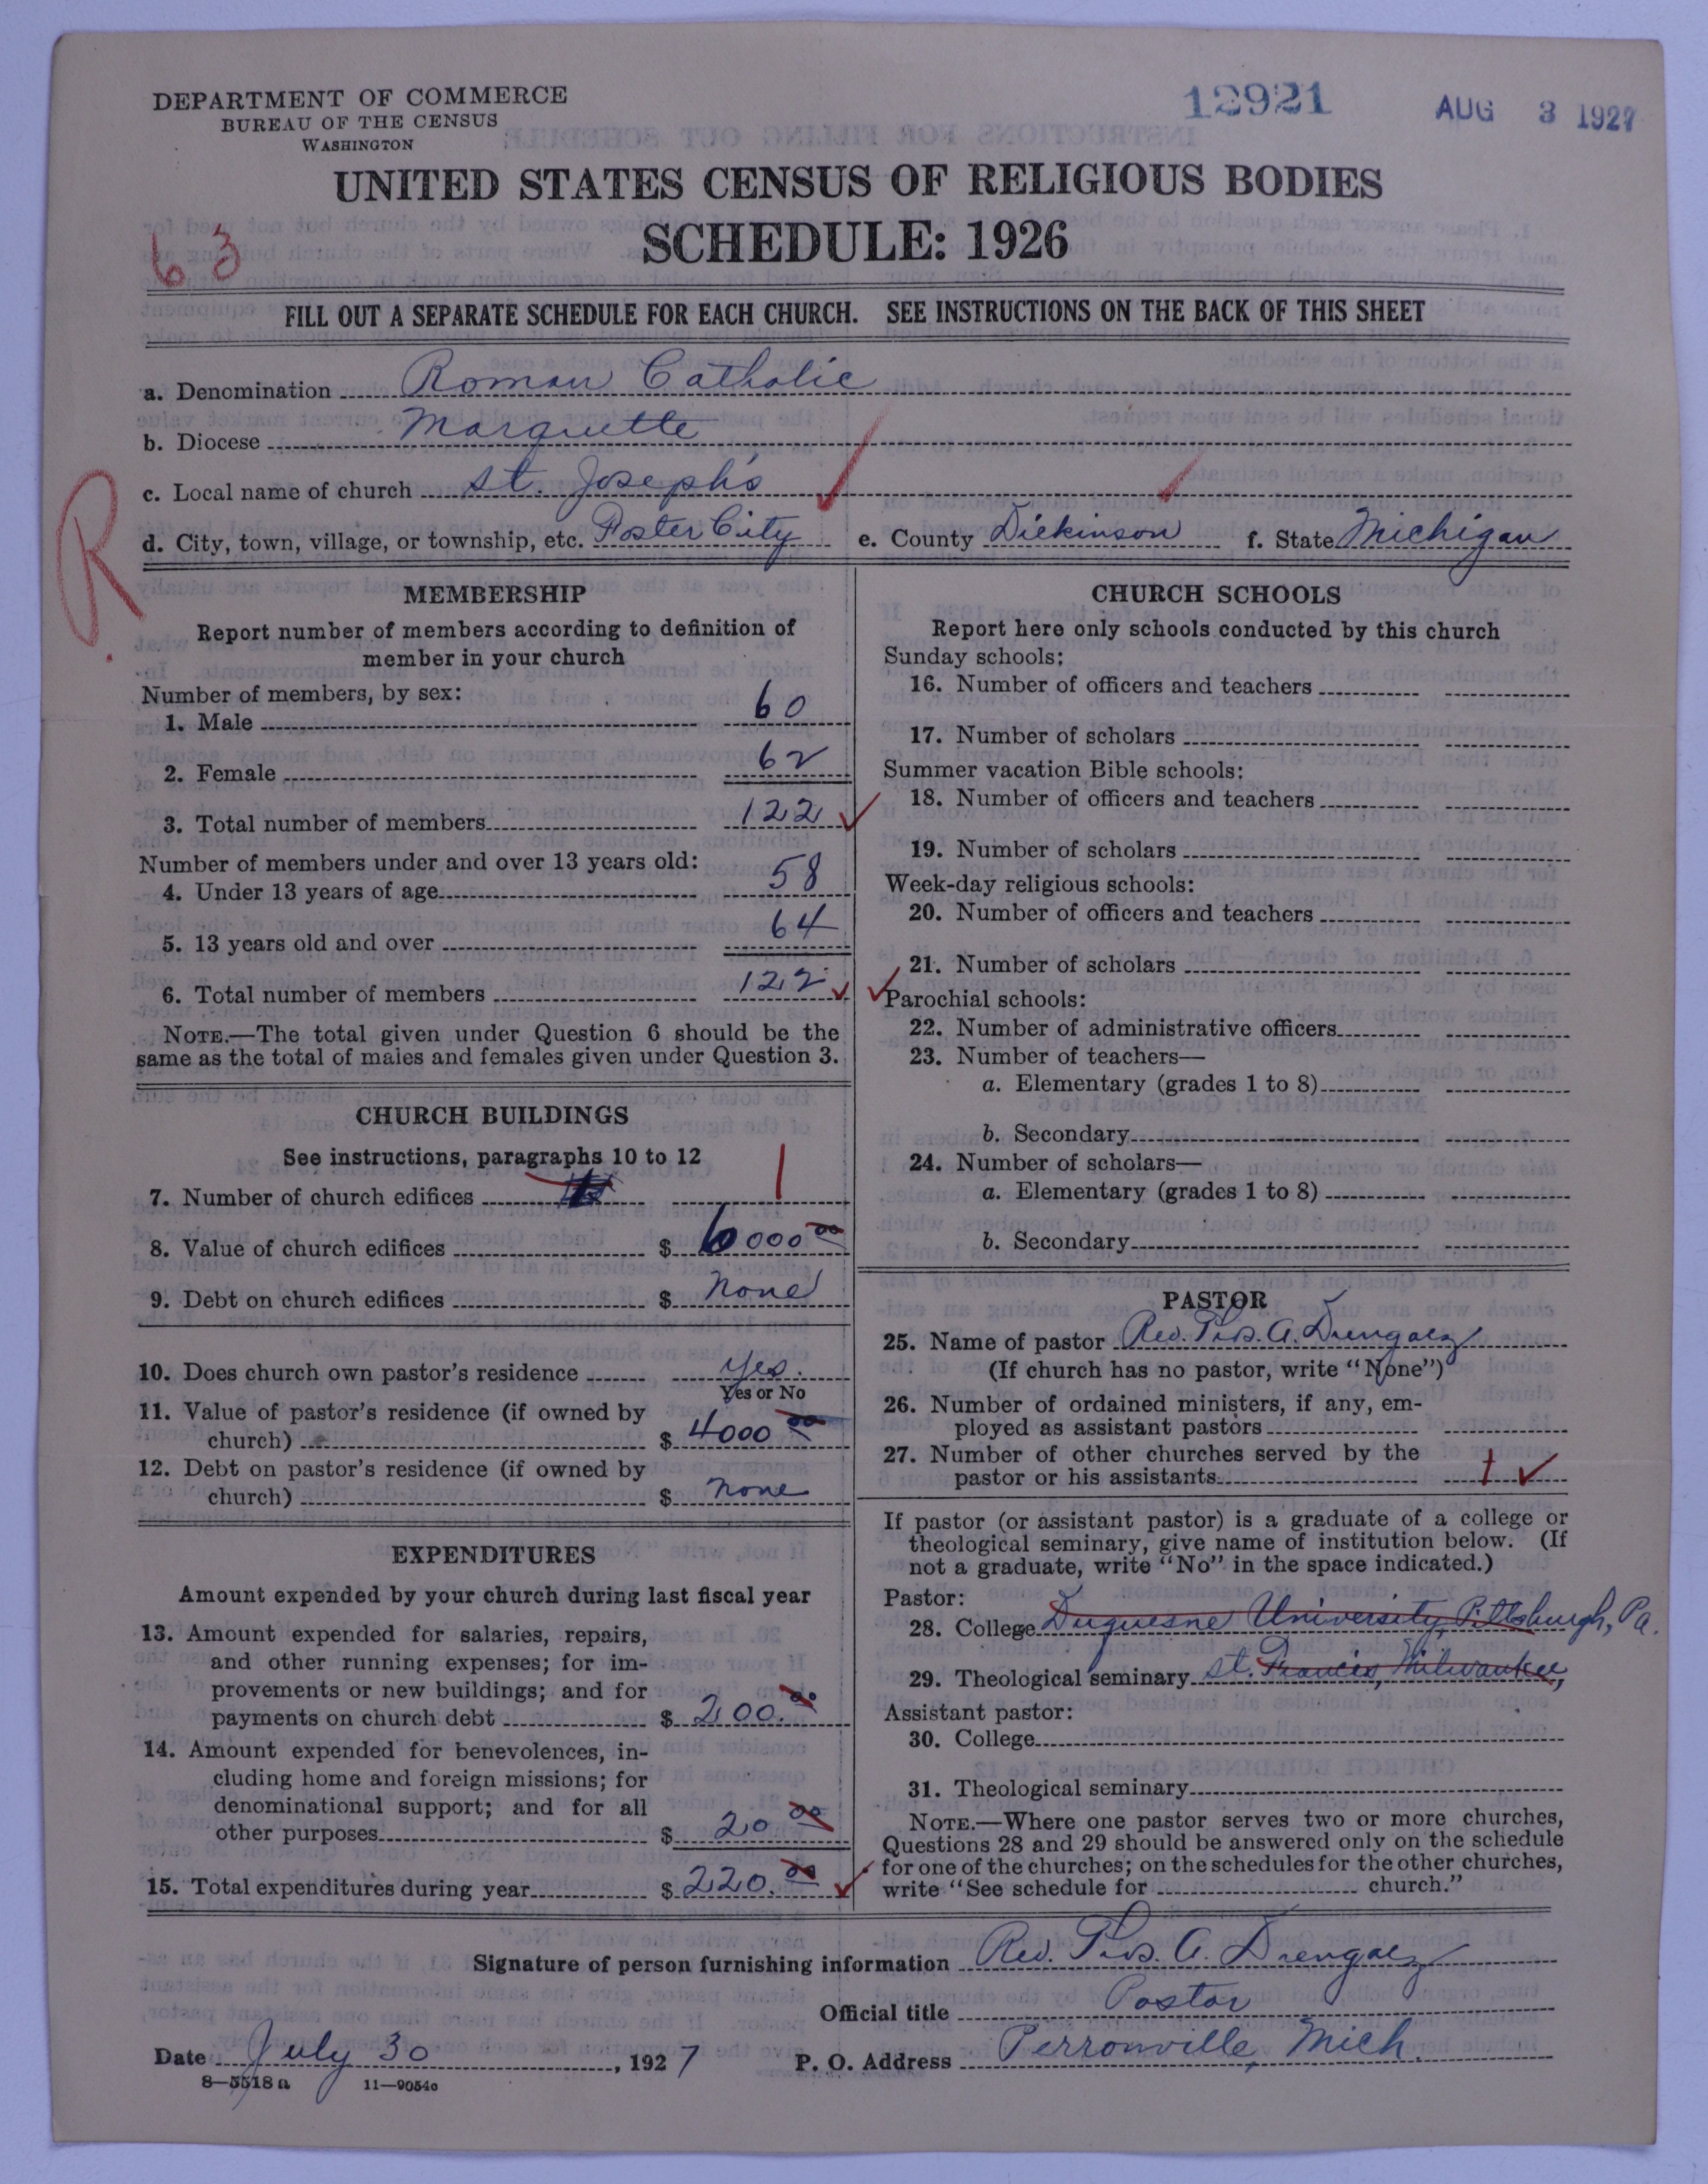 DEPARTMENT OF COMMERCE
BUREAU OF THE CENSUS
WASHINGTON
12921
AUG 3 1927
UNITED STATES CENSUS OF RELIGIOUS BODIES
SCHEDULE: 1926
63
FILL OUT A SEPARATE SCHEDULE FOR EACH CHURCH. SEE INSTRUCTIONS ON THE BACK OF THIS SHEET
a. Denomination Roman Catholic
b. Diocese Marquette
c. Local name of church St. Joseph's
d. City, town, village, or township, etc. Foster City e. County Dickinson f. State Michigan
R.
MEMBERSHIP
Report number of members according to definition of
member in your church
Number of members, by sex:
1. Male 60
2. Female 62
3. Total number of members 122
Number of members under and over 13 years old:
4. Under 13 years of age 58
5. 13 years old and over 64
6. Total number of members 122
NOTE.—The total given under Question 6 should be the
same as the total of males and females given under Question 3.
CHURCH BUILDINGS
See instructions, paragraphs 10 to 12
7. Number of church edifices 1
8. Value of church edifices $ 6000 00
9. Debt on church edifices $ none
10. Does church own pastor's residence yes.
Yes or No
11. Value of pastor's residence (if owned by
church) $ 4000 00
12. Debt on pastor's residence (if owned by
church) $ none
EXPENDITURES
Amount expended by your church during last fiscal year
13. Amount expended for salaries, repairs,
and other running expenses; for im-
provements or new buildings; and for
payments on church debt $ 200.00
14. Amount expended for benevolences, in-
cluding home and foreign missions; for
denominational support; and for all
other purposes $ 20 00
15. Total expenditures during year $ 220.00
CHURCH SCHOOLS
Report here only schools conducted by this church
Sunday schools:
16. Number of officers and teachers
17. Number of scholars
Summer vacation Bible schools:
18. Number of officers and teachers
19. Number of scholars
Week-day religious schools:
20. Number of officers and teachers
21. Number of scholars
Parochial schools:
22. Number of administrative officers
23. Number of teachers—
a. Elementary (grades 1 to 8)
b. Secondary
24. Number of scholars—
a. Elementary (grades 1 to 8)
b. Secondary
PASTOR
25. Name of pastor Rev. A.
(If church has no pastor, write "None")
26. Number of ordained ministers, if any, em-
ployed as assistant pastors
27. Number of other churches served by the
pastor or his assistants 1
If pastor (or assistant pastor) is a graduate of a college or
theological seminary, give name of institution below. (If
not a graduate, write "No" in the space indicated.)
Pastor:
28. College Duquesne University, Pittsburgh, Pa.
29. Theological seminary St. Francis, Milwaukee,
Assistant pastor:
30. College
31. Theological seminary
NOTE.—Where one pastor serves two or more churches,
Questions 28 and 29 should be answered only on the schedule
for one of the churches; on the schedules for the other churches,
write "See schedule for church."
Signature of person furnishing information Rev. A.
Official title Pastor
Date July 30, 1927 P. O. Address Perronville, Mich.
8—5518a 11—9054c